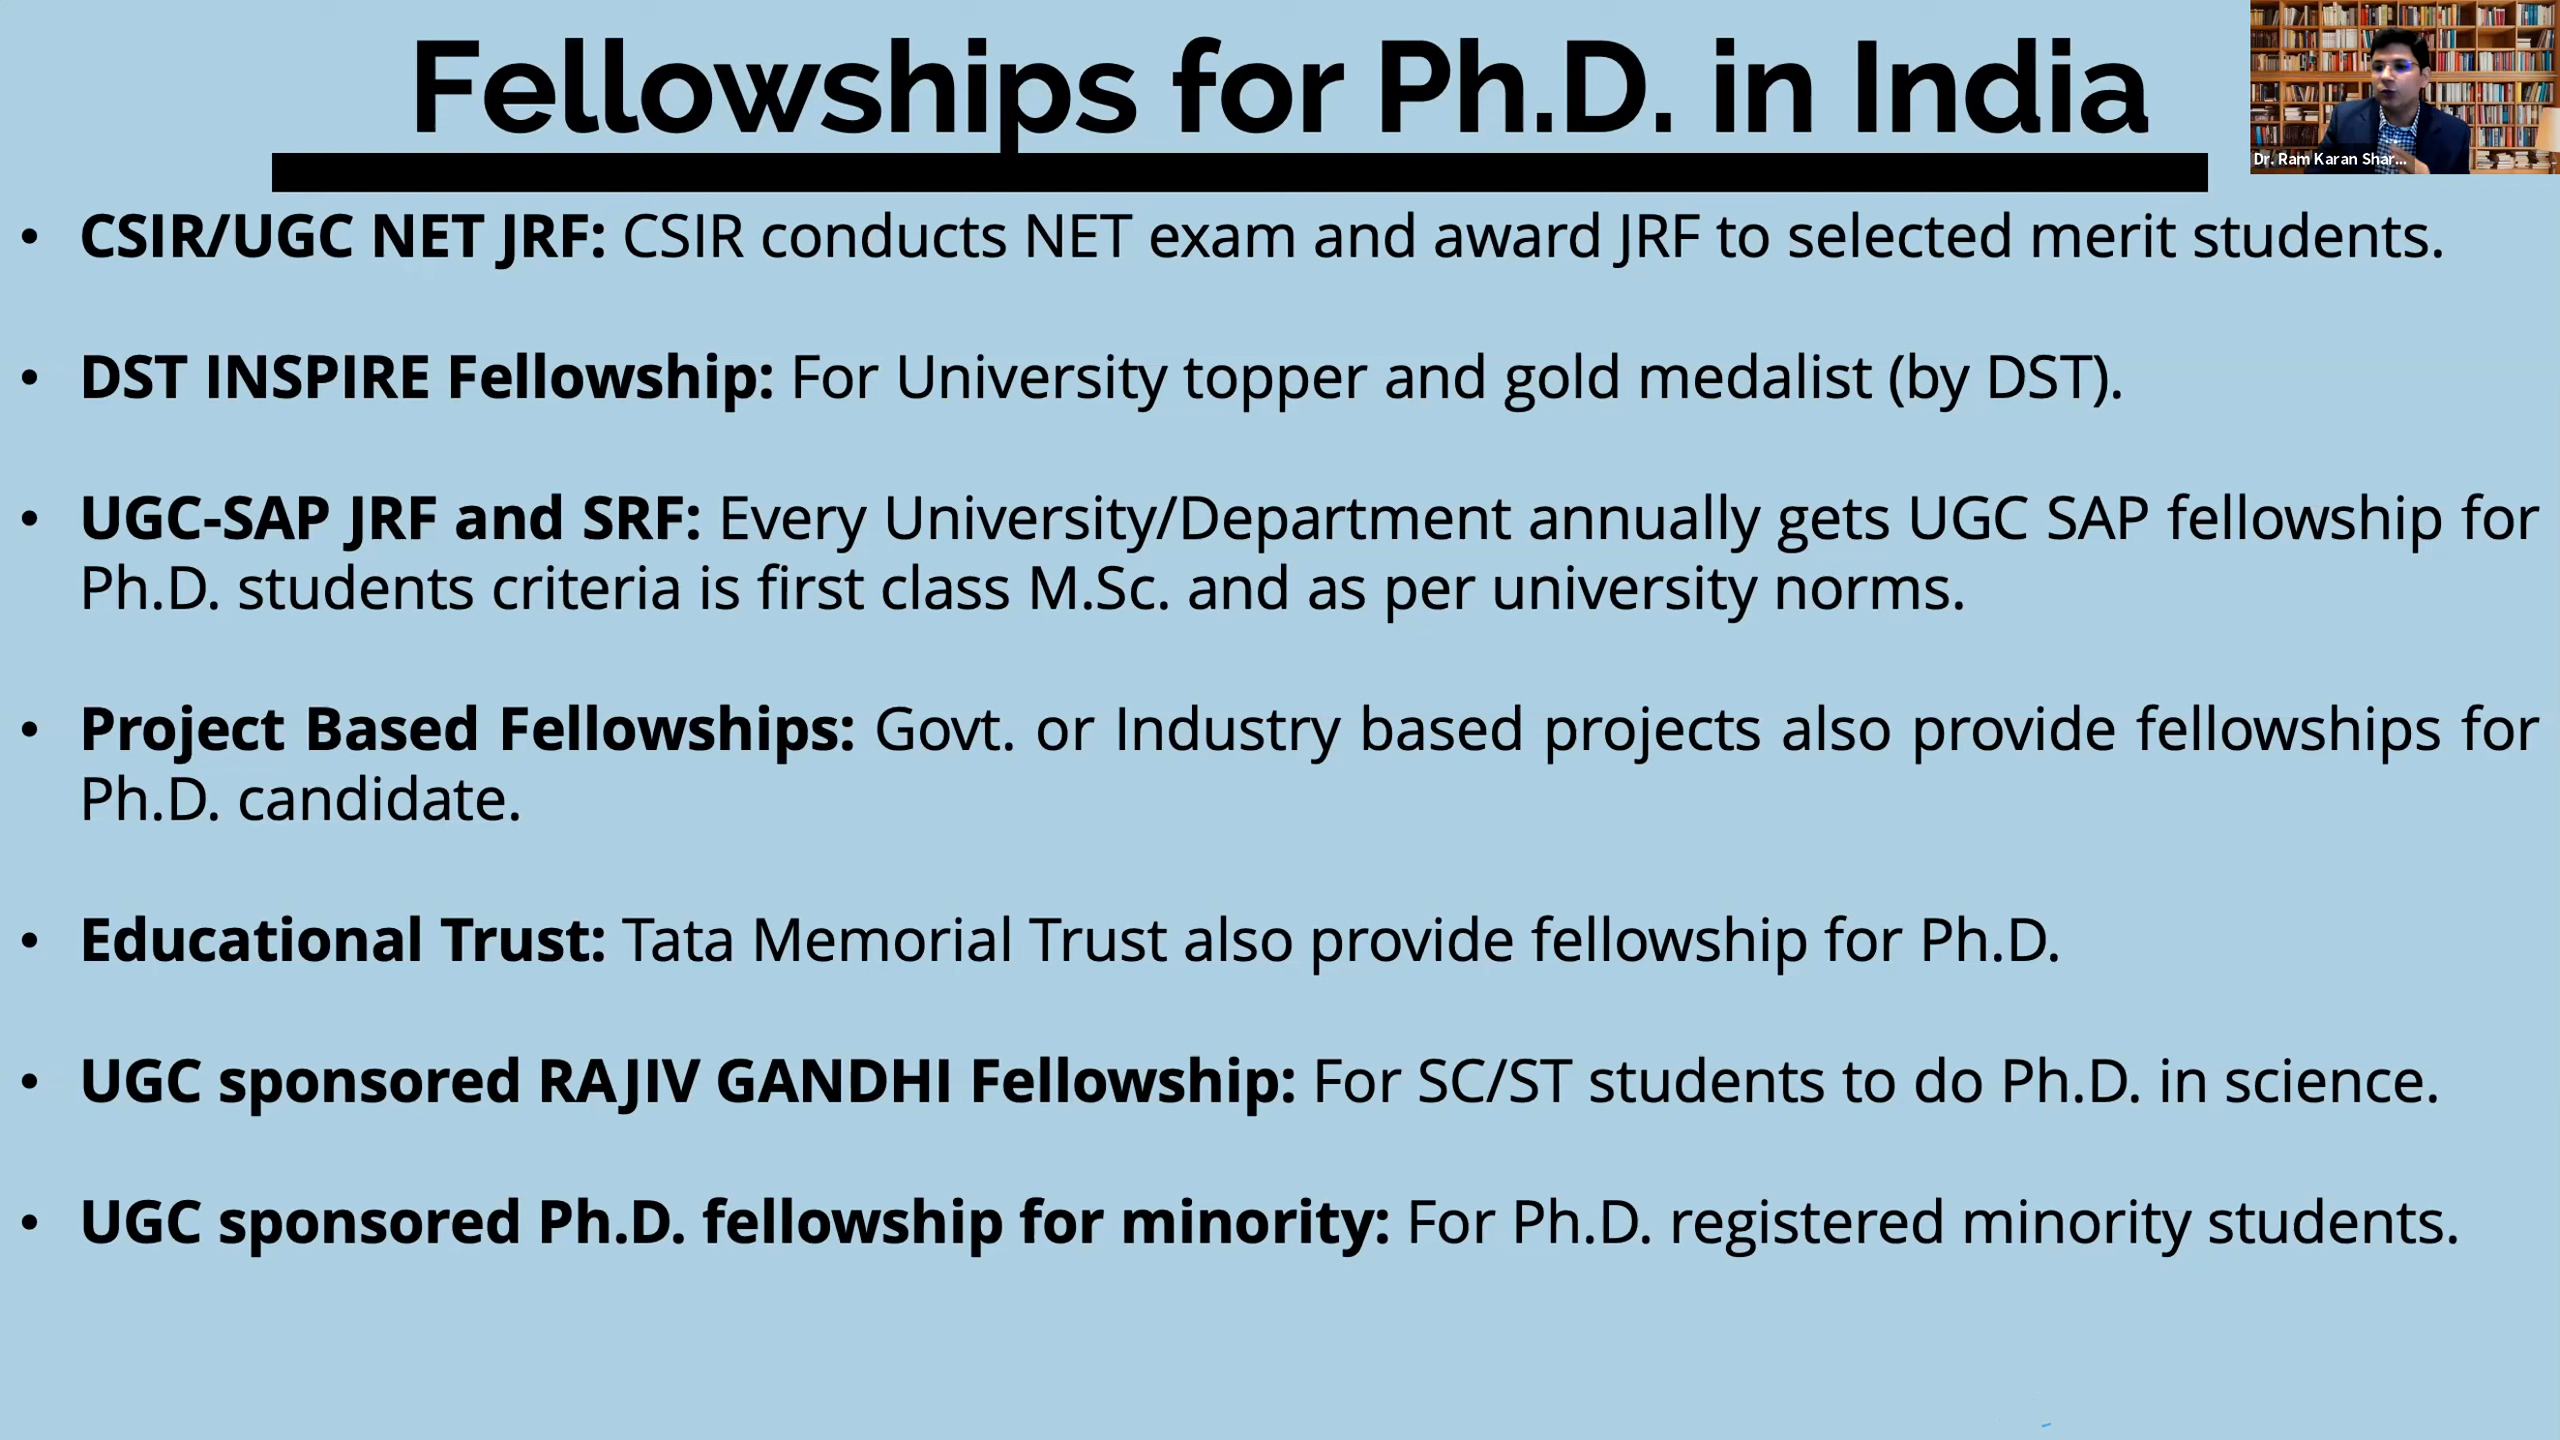 Fellowships for Ph.D. in India
Dr. Ram Karan Shar...
• CSIR/UGC NET JRF: CSIR conducts NET exam and award JRF to selected merit students.
• DST INSPIRE Fellowship: For University topper and gold medalist (by DST).
• UGC-SAP JRF and SRF: Every University/Department annually gets UGC SAP fellowship for
Ph.D. students criteria is first class M.Sc. and as per university norms.
• Project Based Fellowships: Govt. or Industry based projects also provide fellowships for
Ph.D. candidate.
• Educational Trust: Tata Memorial Trust also provide fellowship for Ph.D.
• UGC sponsored RAJIV GANDHI Fellowship: For SC/ST students to do Ph.D. in science.
• UGC sponsored Ph.D. fellowship for minority: For Ph.D. registered minority students.